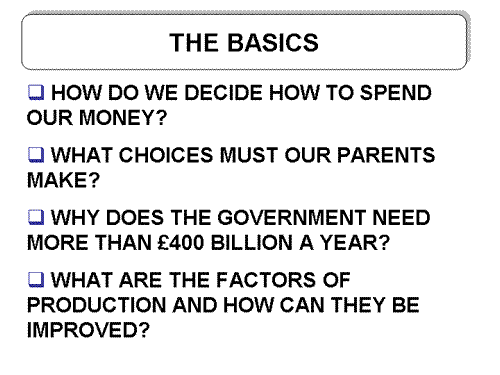 THE BASICS
❑ HOW DO WE DECIDE HOW TO SPEND
OUR MONEY?
❑ WHAT CHOICES MUST OUR PARENTS
MAKE?
❑ WHY DOES THE GOVERNMENT NEED
MORE THAN £400 BILLION A YEAR?
❑ WHAT ARE THE FACTORS OF
PRODUCTION AND HOW CAN THEY BE
IMPROVED?